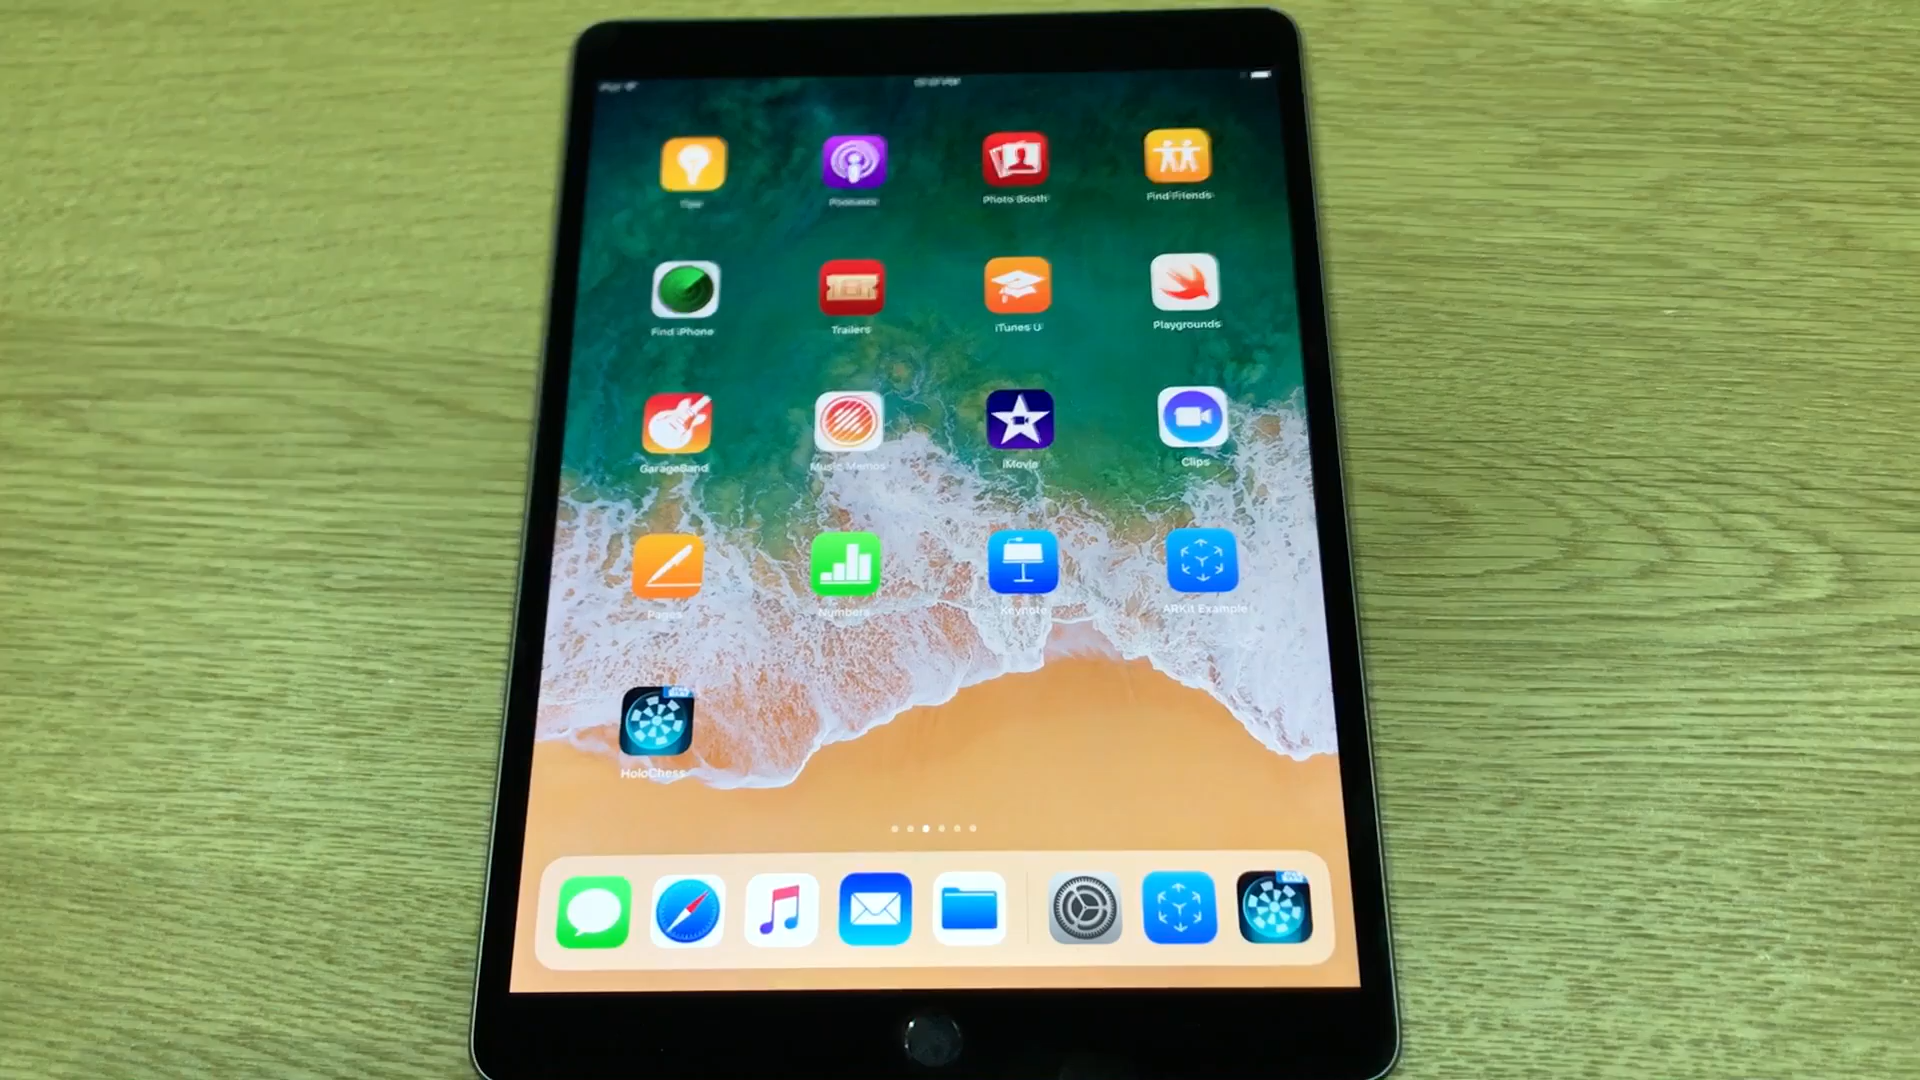 iPad
Tips
Podcasts
Photo Booth
Find Friends
Find iPhone
Trailers
iTunes U
Playgrounds
GarageBand
Music Memos
iMovie
Clips
Pages
Numbers
Keynote
ARKit Example
HoloChess